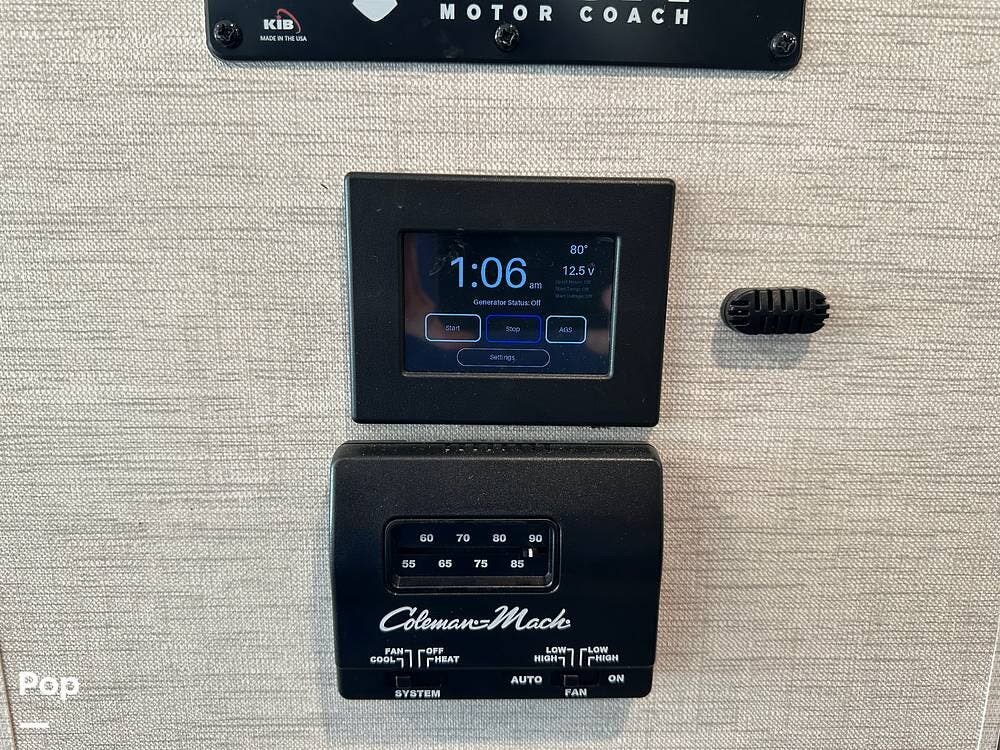 KIB
MADE IN THE USA
MOTOR COACH
80°
1:06 am
12.5 v
Generator Status: Off
Start Stop AGS
Settings
60 70 80 90
55 65 75 85
Coleman-Mach
FAN OFF
COOL HEAT
SYSTEM
LOW LOW
HIGH HIGH
AUTO ON
FAN
Pop